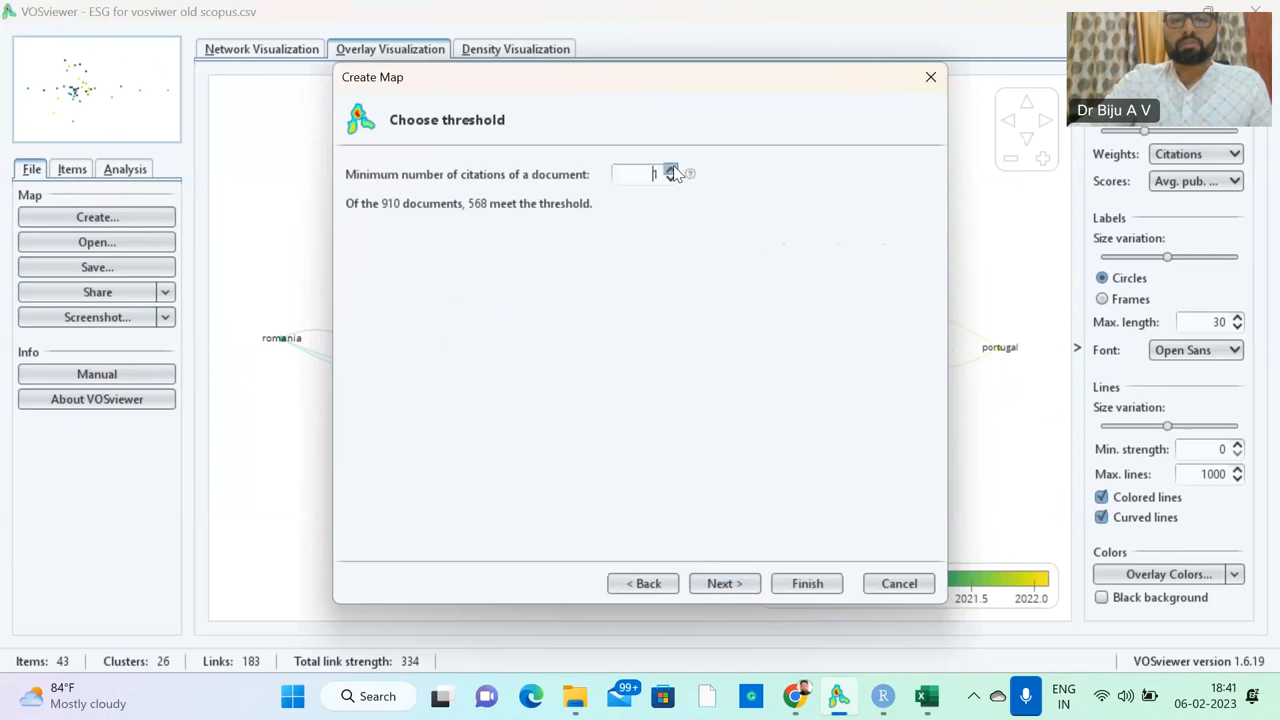 VOSviewer - ESG for vosviwer old scopus.csv
Network Visualization
Overlay Visualization
Density Visualization
Create Map
Dr Biju A V
Choose threshold
Minimum number of citations of a document:
1
Of the 910 documents, 568 meet the threshold.
< Back
Next >
Finish
Cancel
File
Items
Analysis
Map
Create...
Open...
Save...
Share
Screenshot...
Info
Manual
About VOSviewer
romania
portugal
2021.5
2022.0
Weights:
Citations
Scores:
Avg. pub. ...
Labels
Size variation:
Circles
Frames
Max. length:
30
Font:
Open Sans
Lines
Size variation:
Min. strength:
0
Max. lines:
1000
Colored lines
Curved lines
Colors
Overlay Colors...
Black background
Items: 43
Clusters: 26
Links: 183
Total link strength: 334
VOSviewer version 1.6.19
84°F
Mostly cloudy
Search
99+
ENG
IN
18:41
06-02-2023